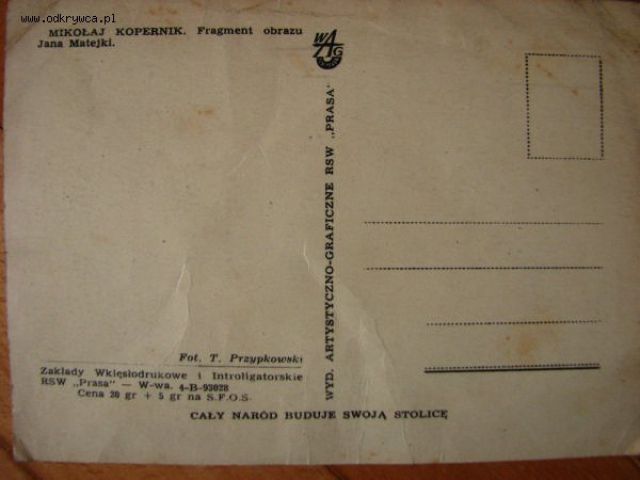 www.odkrywca.pl
MIKOŁAJ KOPERNIK. Fragment obrazu
Jana Matejki.
WAG
WYD. ARTYSTYCZNO-GRAFICZNE RSW „PRASA"
Fot. T. Przypkowski
Zakłady Wklęsłodrukowe i Introligatorskie
RSW „Prasa" — W-wa. 4-B-93028
Cena 20 gr + 5 gr na S.F.O.S.
CAŁY NARÓD BUDUJE SWOJĄ STOLICĘ